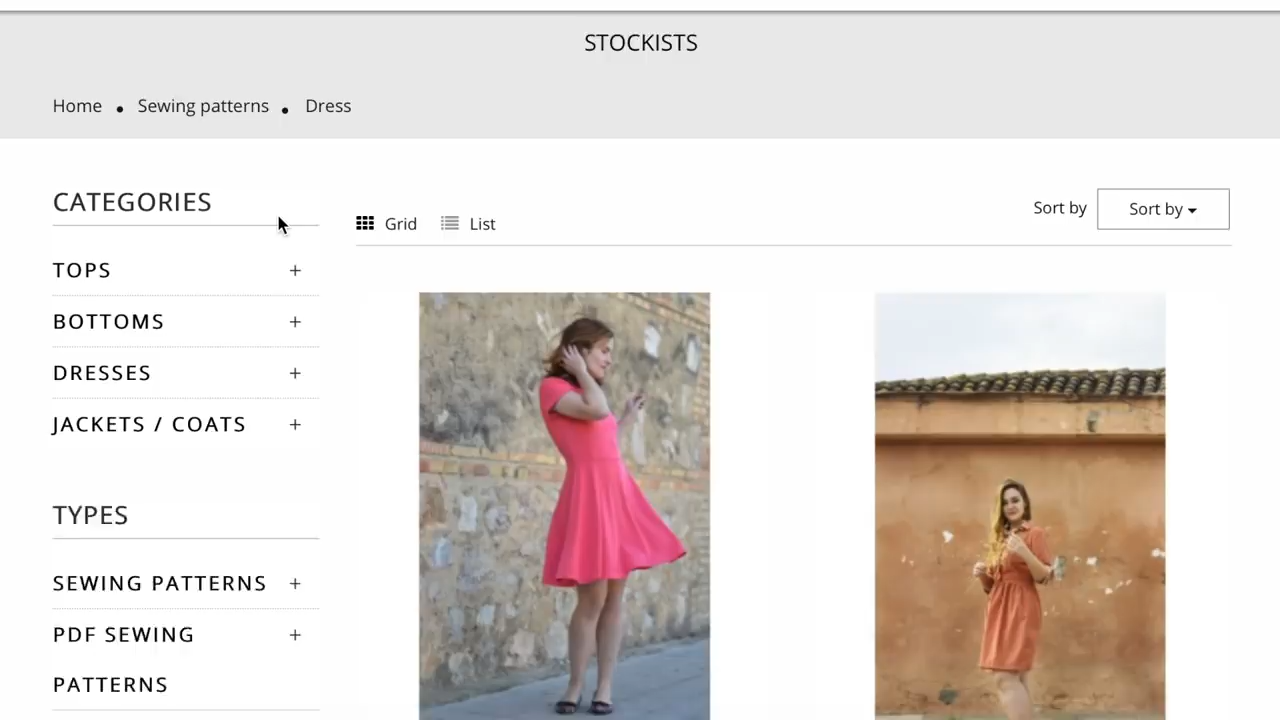 STOCKISTS
Home • Sewing patterns • Dress
CATEGORIES
TOPS +
BOTTOMS +
DRESSES +
JACKETS / COATS +
TYPES
SEWING PATTERNS +
PDF SEWING +
PATTERNS
Grid List
Sort by Sort by